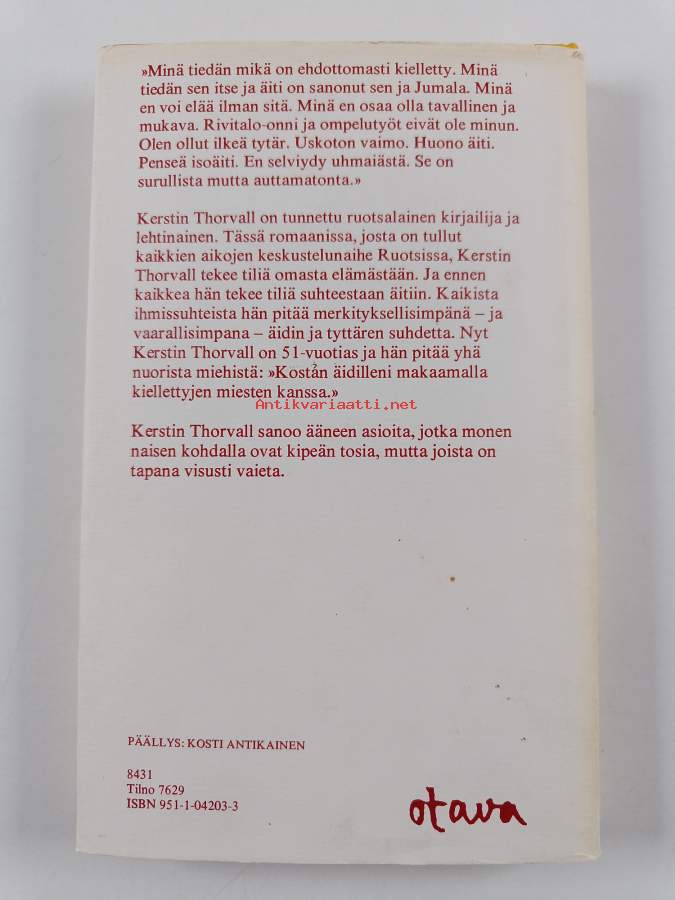 »Minä tiedän mikä on ehdottomasti kielletty. Minä
tiedän sen itse ja äiti on sanonut sen ja Jumala. Minä
en voi elää ilman sitä. Minä en osaa olla tavallinen ja
mukava. Rivitalo-onni ja ompelutyöt eivät ole minun.
Olen ollut ilkeä tytär. Uskoton vaimo. Huono äiti.
Penseä isoäiti. En selviydy uhmaiästä. Se on
surullista mutta auttamatonta.»
Kerstin Thorvall on tunnettu ruotsalainen kirjailija ja
lehtinainen. Tässä romaanissa, josta on tullut
kaikkien aikojen keskustelunaihe Ruotsissa, Kerstin
Thorvall tekee tiliä omasta elämästään. Ja ennen
kaikkea hän tekee tiliä suhteestaan äitiin. Kaikista
ihmissuhteista hän pitää merkityksellisimpänä – ja
vaarallisimpana – äidin ja tyttären suhdetta. Nyt
Kerstin Thorvall on 51-vuotias ja hän pitää yhä
nuorista miehistä: »Kostan äidilleni makaamalla
kiellettyjen miesten kanssa.»
Antikvariaatti.net
Kerstin Thorvall sanoo ääneen asioita, jotka monen
naisen kohdalla ovat kipeän tosia, mutta joista on
tapana visusti vaieta.
PÄÄLLYS: KOSTI ANTIKAINEN
8431
Tilno 7629
ISBN 951-1-04203-3
otava